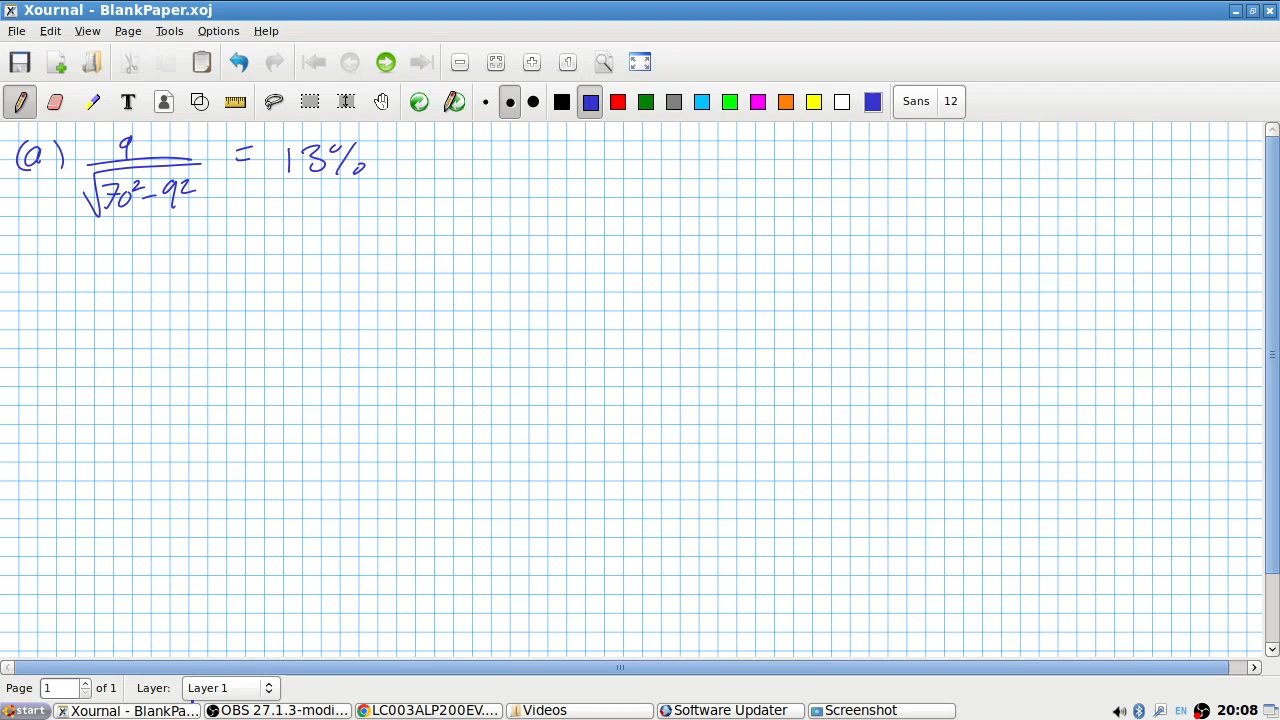 Xournal - BlankPaper.xoj
File Edit View Page Tools Options Help
Sans 12
(a) 9/√(70²-9²) = 13%
Page 1 of 1 Layer: Layer 1
start Xournal - BlankPa... OBS 27.1.3-modi... LC003ALP200EV.... Videos Software Updater Screenshot EN 20:08